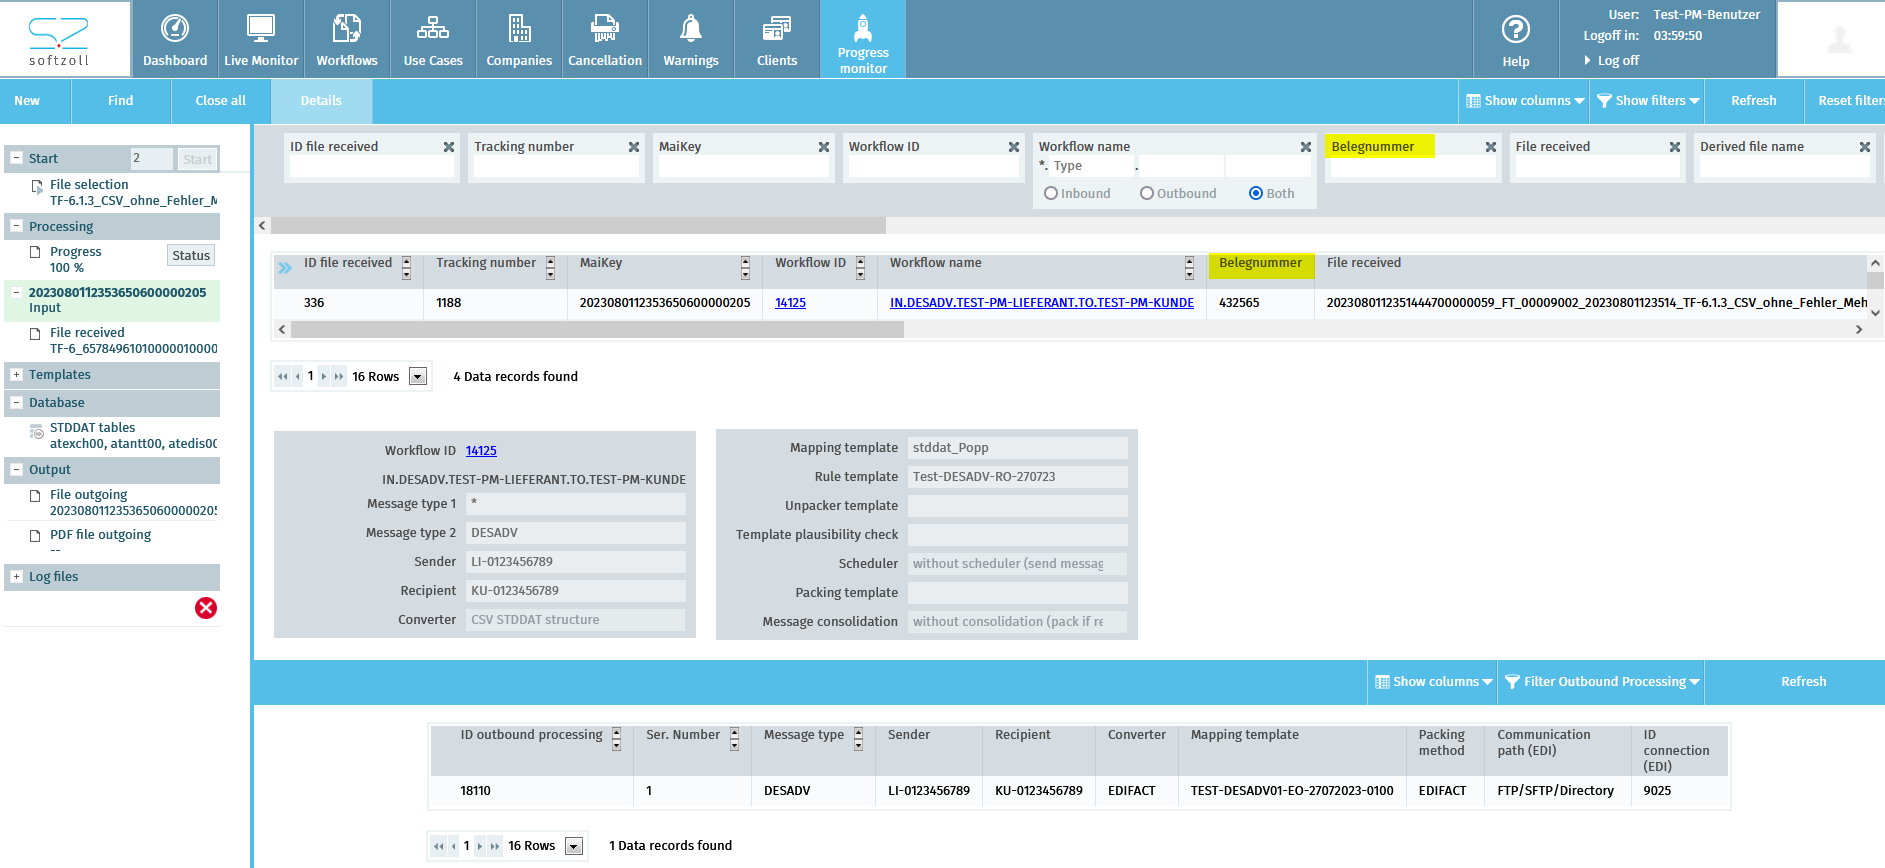 softzoll
Dashboard
Live Monitor
Workflows
Use Cases
Companies
Cancellation
Warnings
Clients
Progress
monitor
Help
User: Test-PM-Benutzer
Logoff in: 03:59:50
Log off
New
Find
Close all
Details
Show columns
Show filters
Refresh
Reset filters
Start 2 Start
File selection
TF-6.1.3_CSV_ohne_Fehler_M
Processing
Progress
100 %
Status
2023080112353650600000205
Input
File received
TF-6_65784961010000010000
Templates
Database
STDDAT tables
atexch00, atantt00, atedis00
Output
File outgoing
2023080112353650600000205
PDF file outgoing
--
Log files
ID file received
Tracking number
MaiKey
Workflow ID
Workflow name
*. Type .
Inbound Outbound Both
Belegnummer
File received
Derived file name
ID file received Tracking number MaiKey Workflow ID Workflow name Belegnummer File received
336 1188 2023080112353650600000205 14125 IN.DESADV.TEST-PM-LIEFERANT.TO.TEST-PM-KUNDE 432565 2023080112351444700000059_FT_00009002_20230801123514_TF-6.1.3_CSV_ohne_Fehler_Meh
1 16 Rows 4 Data records found
Workflow ID 14125
IN.DESADV.TEST-PM-LIEFERANT.TO.TEST-PM-KUNDE
Message type 1 *
Message type 2 DESADV
Sender LI-0123456789
Recipient KU-0123456789
Converter CSV STDDAT structure
Mapping template stddat_Popp
Rule template Test-DESADV-RO-270723
Unpacker template
Template plausibility check
Scheduler without scheduler (send messag
Packing template
Message consolidation without consolidation (pack if re
Show columns
Filter Outbound Processing
Refresh
ID outbound processing Ser. Number Message type Sender Recipient Converter Mapping template Packing method Communication path (EDI) ID connection (EDI)
18110 1 DESADV LI-0123456789 KU-0123456789 EDIFACT TEST-DESADV01-EO-27072023-0100 EDIFACT FTP/SFTP/Directory 9025
1 16 Rows 1 Data records found